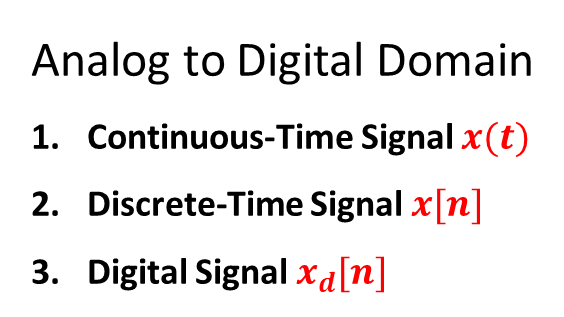 Analog to Digital Domain
1. Continuous-Time Signal x(t)
2. Discrete-Time Signal x[n]
3. Digital Signal x_d[n]